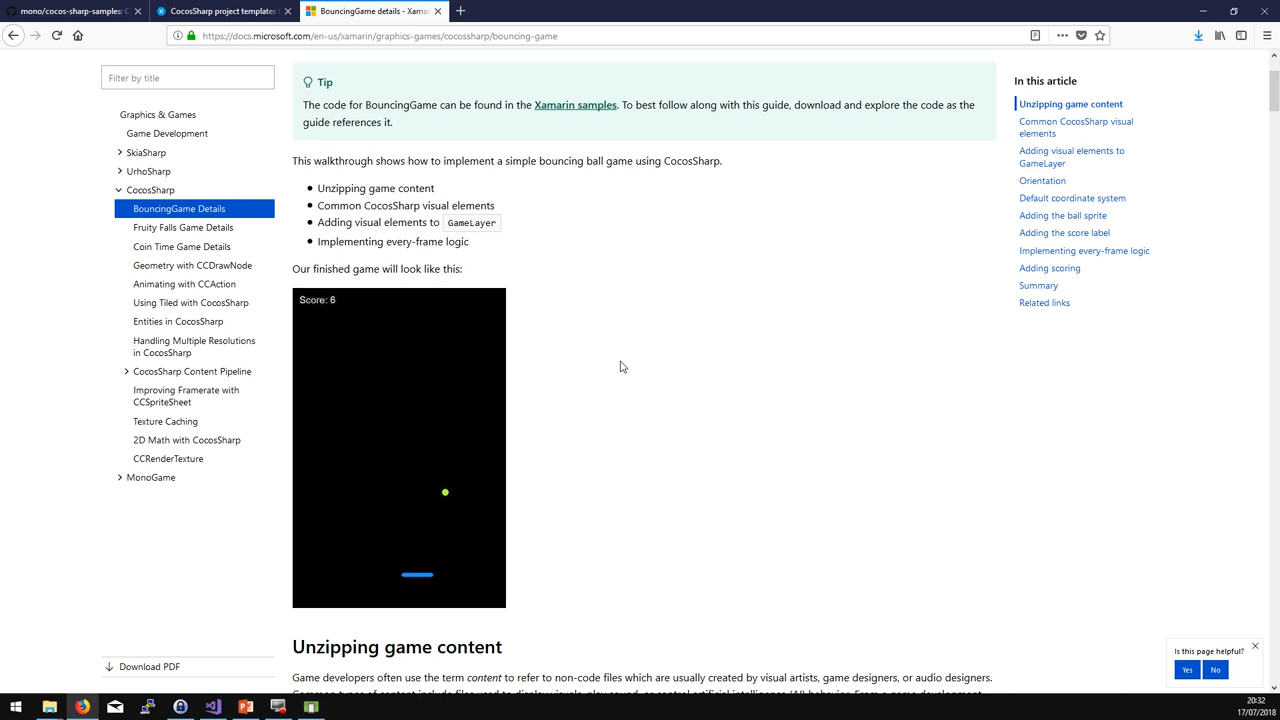 mono/cocos-sharp-samples: C
CocosSharp project templates
BouncingGame details - Xama
https://docs.microsoft.com/en-us/xamarin/graphics-games/cocossharp/bouncing-game
Filter by title
Graphics & Games
Game Development
SkiaSharp
UrhoSharp
CocosSharp
BouncingGame Details
Fruity Falls Game Details
Coin Time Game Details
Geometry with CCDrawNode
Animating with CCAction
Using Tiled with CocosSharp
Entities in CocosSharp
Handling Multiple Resolutions
in CocosSharp
CocosSharp Content Pipeline
Improving Framerate with
CCSpriteSheet
Texture Caching
2D Math with CocosSharp
CCRenderTexture
MonoGame
Download PDF
Tip
The code for BouncingGame can be found in the Xamarin samples. To best follow along with this guide, download and explore the code as the
guide references it.
This walkthrough shows how to implement a simple bouncing ball game using CocosSharp.
• Unzipping game content
• Common CocosSharp visual elements
• Adding visual elements to GameLayer
• Implementing every-frame logic
Our finished game will look like this:
Score: 6
Unzipping game content
Game developers often use the term content to refer to non-code files which are usually created by visual artists, game designers, or audio designers.
In this article
Unzipping game content
Common CocosSharp visual
elements
Adding visual elements to
GameLayer
Orientation
Default coordinate system
Adding the ball sprite
Adding the score label
Implementing every-frame logic
Adding scoring
Summary
Related links
Is this page helpful?
Yes No
20:32
17/07/2018